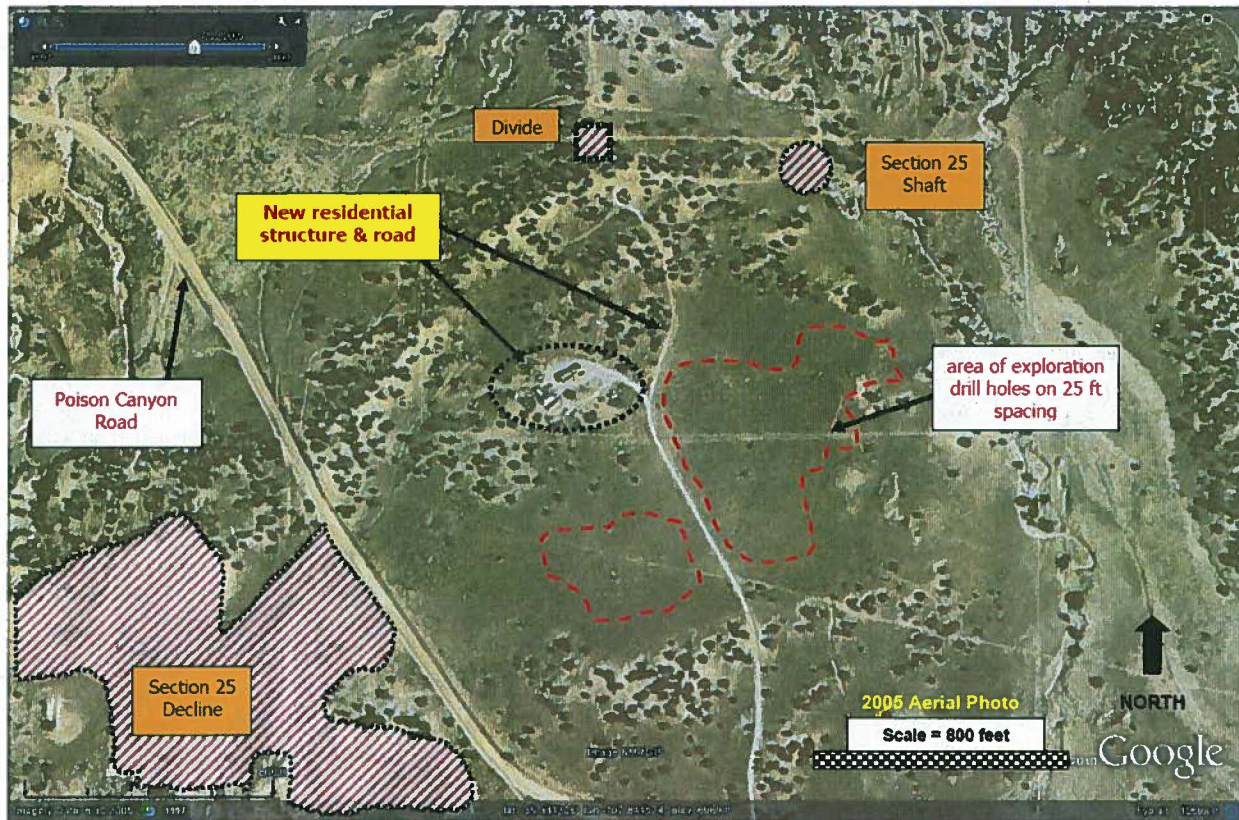 Divide
Section 25
Shaft
New residential
structure & road
Poison Canyon
Road
area of exploration
drill holes on 25 ft
spacing
Section 25
Decline
2005 Aerial Photo
Scale = 800 feet
NORTH
Google